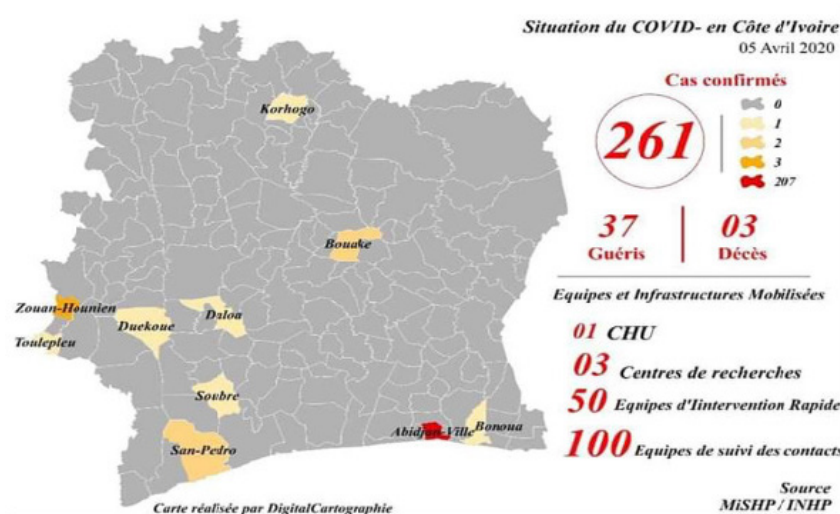 Situation du COVID- en Côte d'Ivoire
05 Avril 2020
Cas confirmés
261
0
1
2
3
207
37
Guéris
03
Décès
Equipes et Infrastructures Mobilisées
01 CHU
03 Centres de recherches
50 Equipes d'Iintervention Rapide
100 Equipes de suivi des contacts
Source
MiSHP / INHP
Korhogo
Bouake
Zouan-Hounien
Duekoue
Daloa
Toulepleu
Soubre
Abidjan-Ville
Bonoua
San-Pedro
Carte réalisée par DigitalCartographie